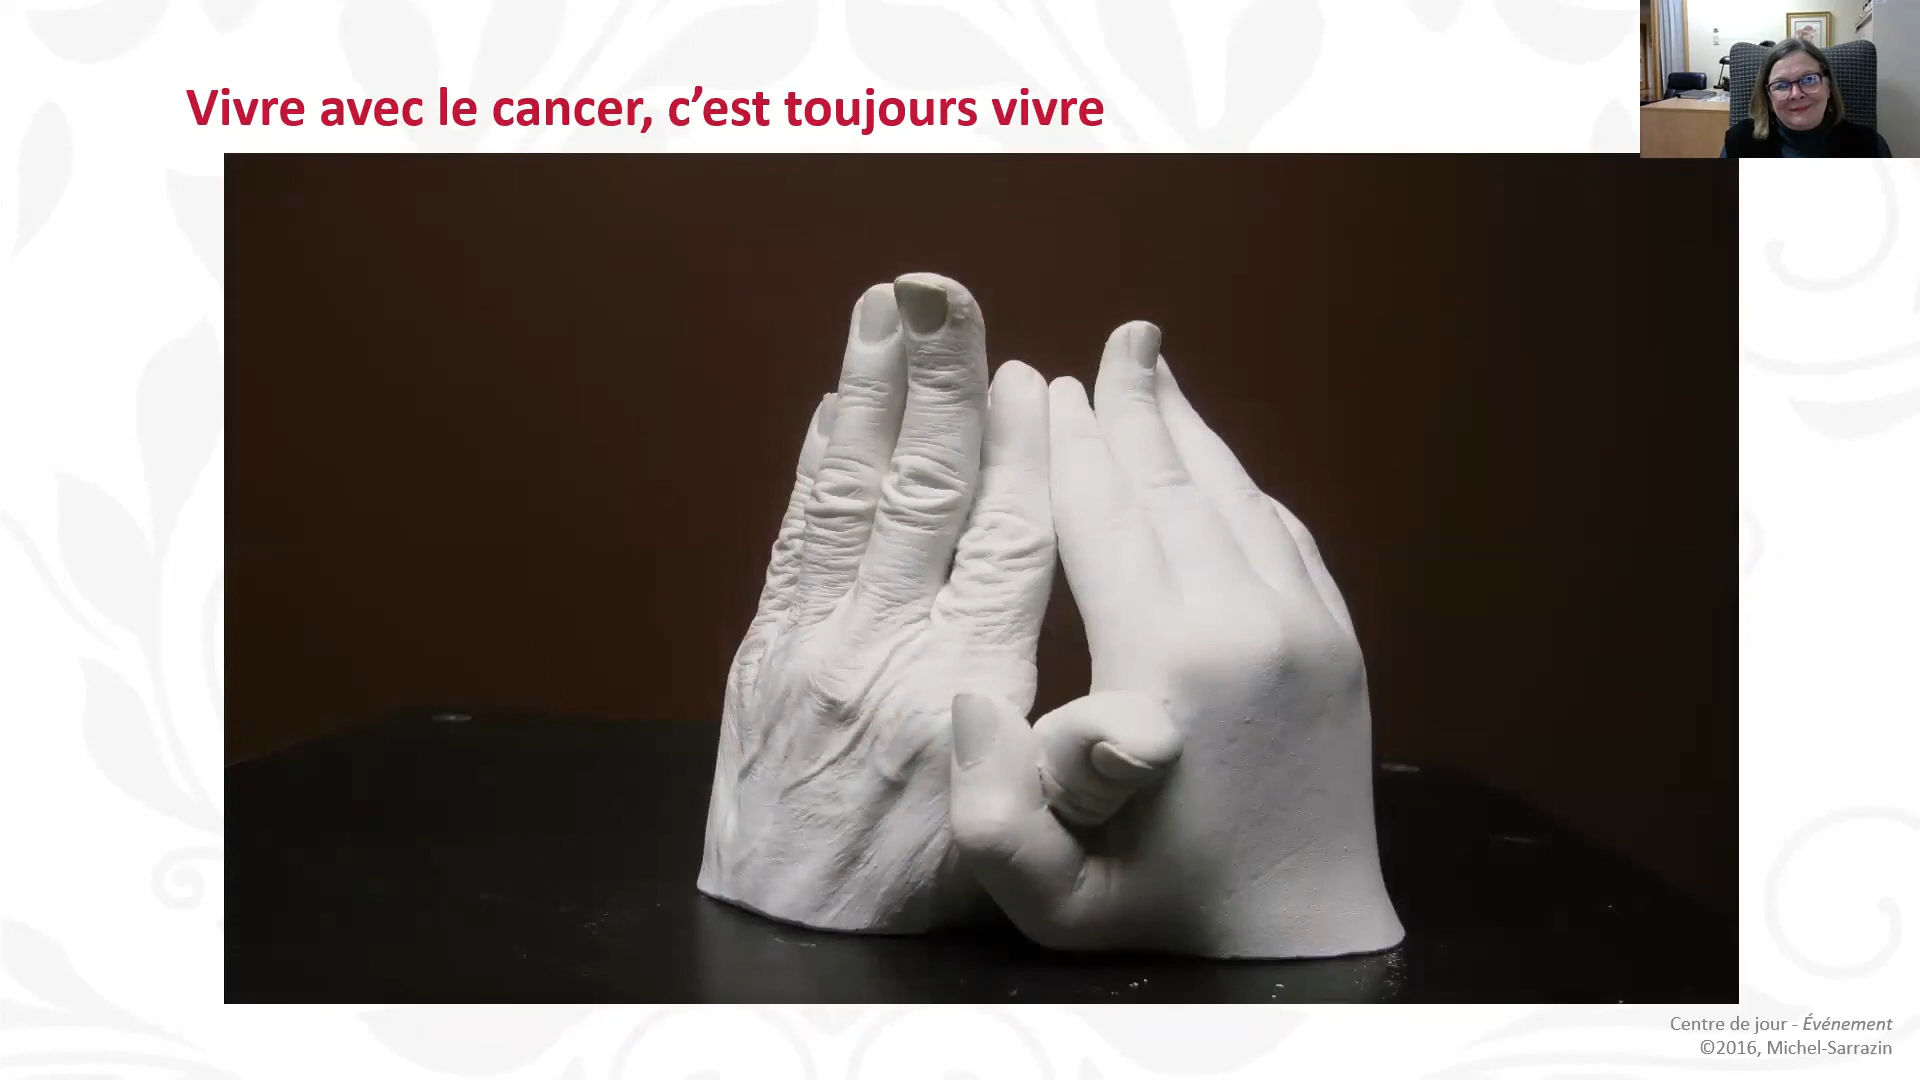 Vivre avec le cancer, c’est toujours vivre
Centre de jour - Événement
©2016, Michel-Sarrazin